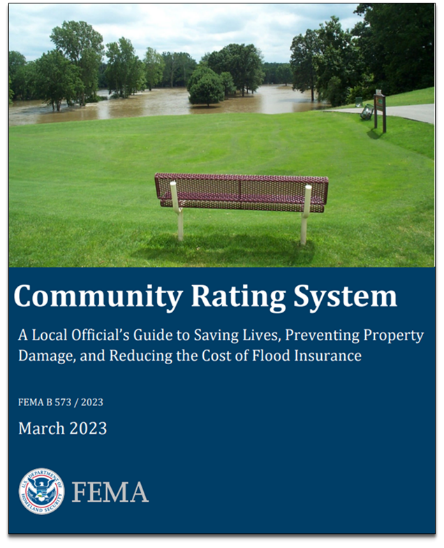 Community Rating System
A Local Official's Guide to Saving Lives, Preventing Property
Damage, and Reducing the Cost of Flood Insurance
FEMA B 573 / 2023
March 2023
U.S. DEPARTMENT OF
HOMELAND SECURITY
FEMA